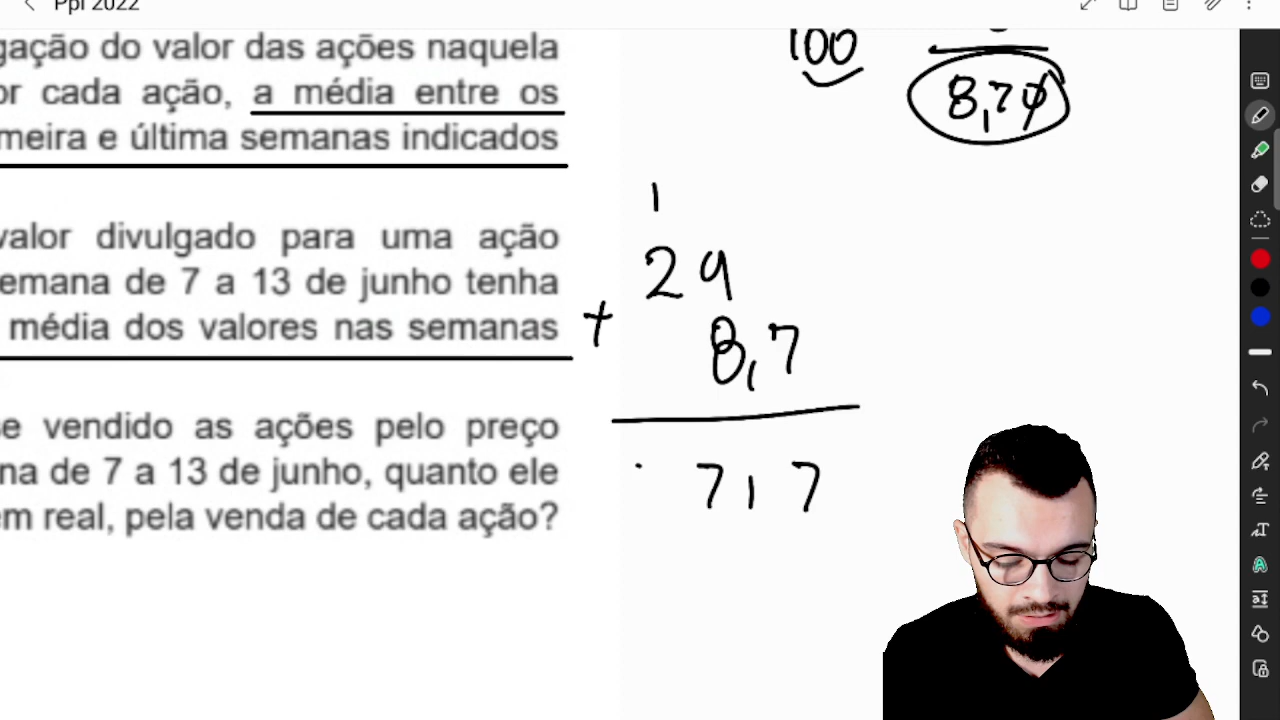 Ppl 2022
gação do valor das ações naquela
or cada ação, a média entre os
meira e última semanas indicados
valor divulgado para uma ação
emana de 7 a 13 de junho tenha
média dos valores nas semanas
se vendido as ações pelo preço
na de 7 a 13 de junho, quanto ele
em real, pela venda de cada ação?
100
8,70
1
29
+ 8,7
7,7